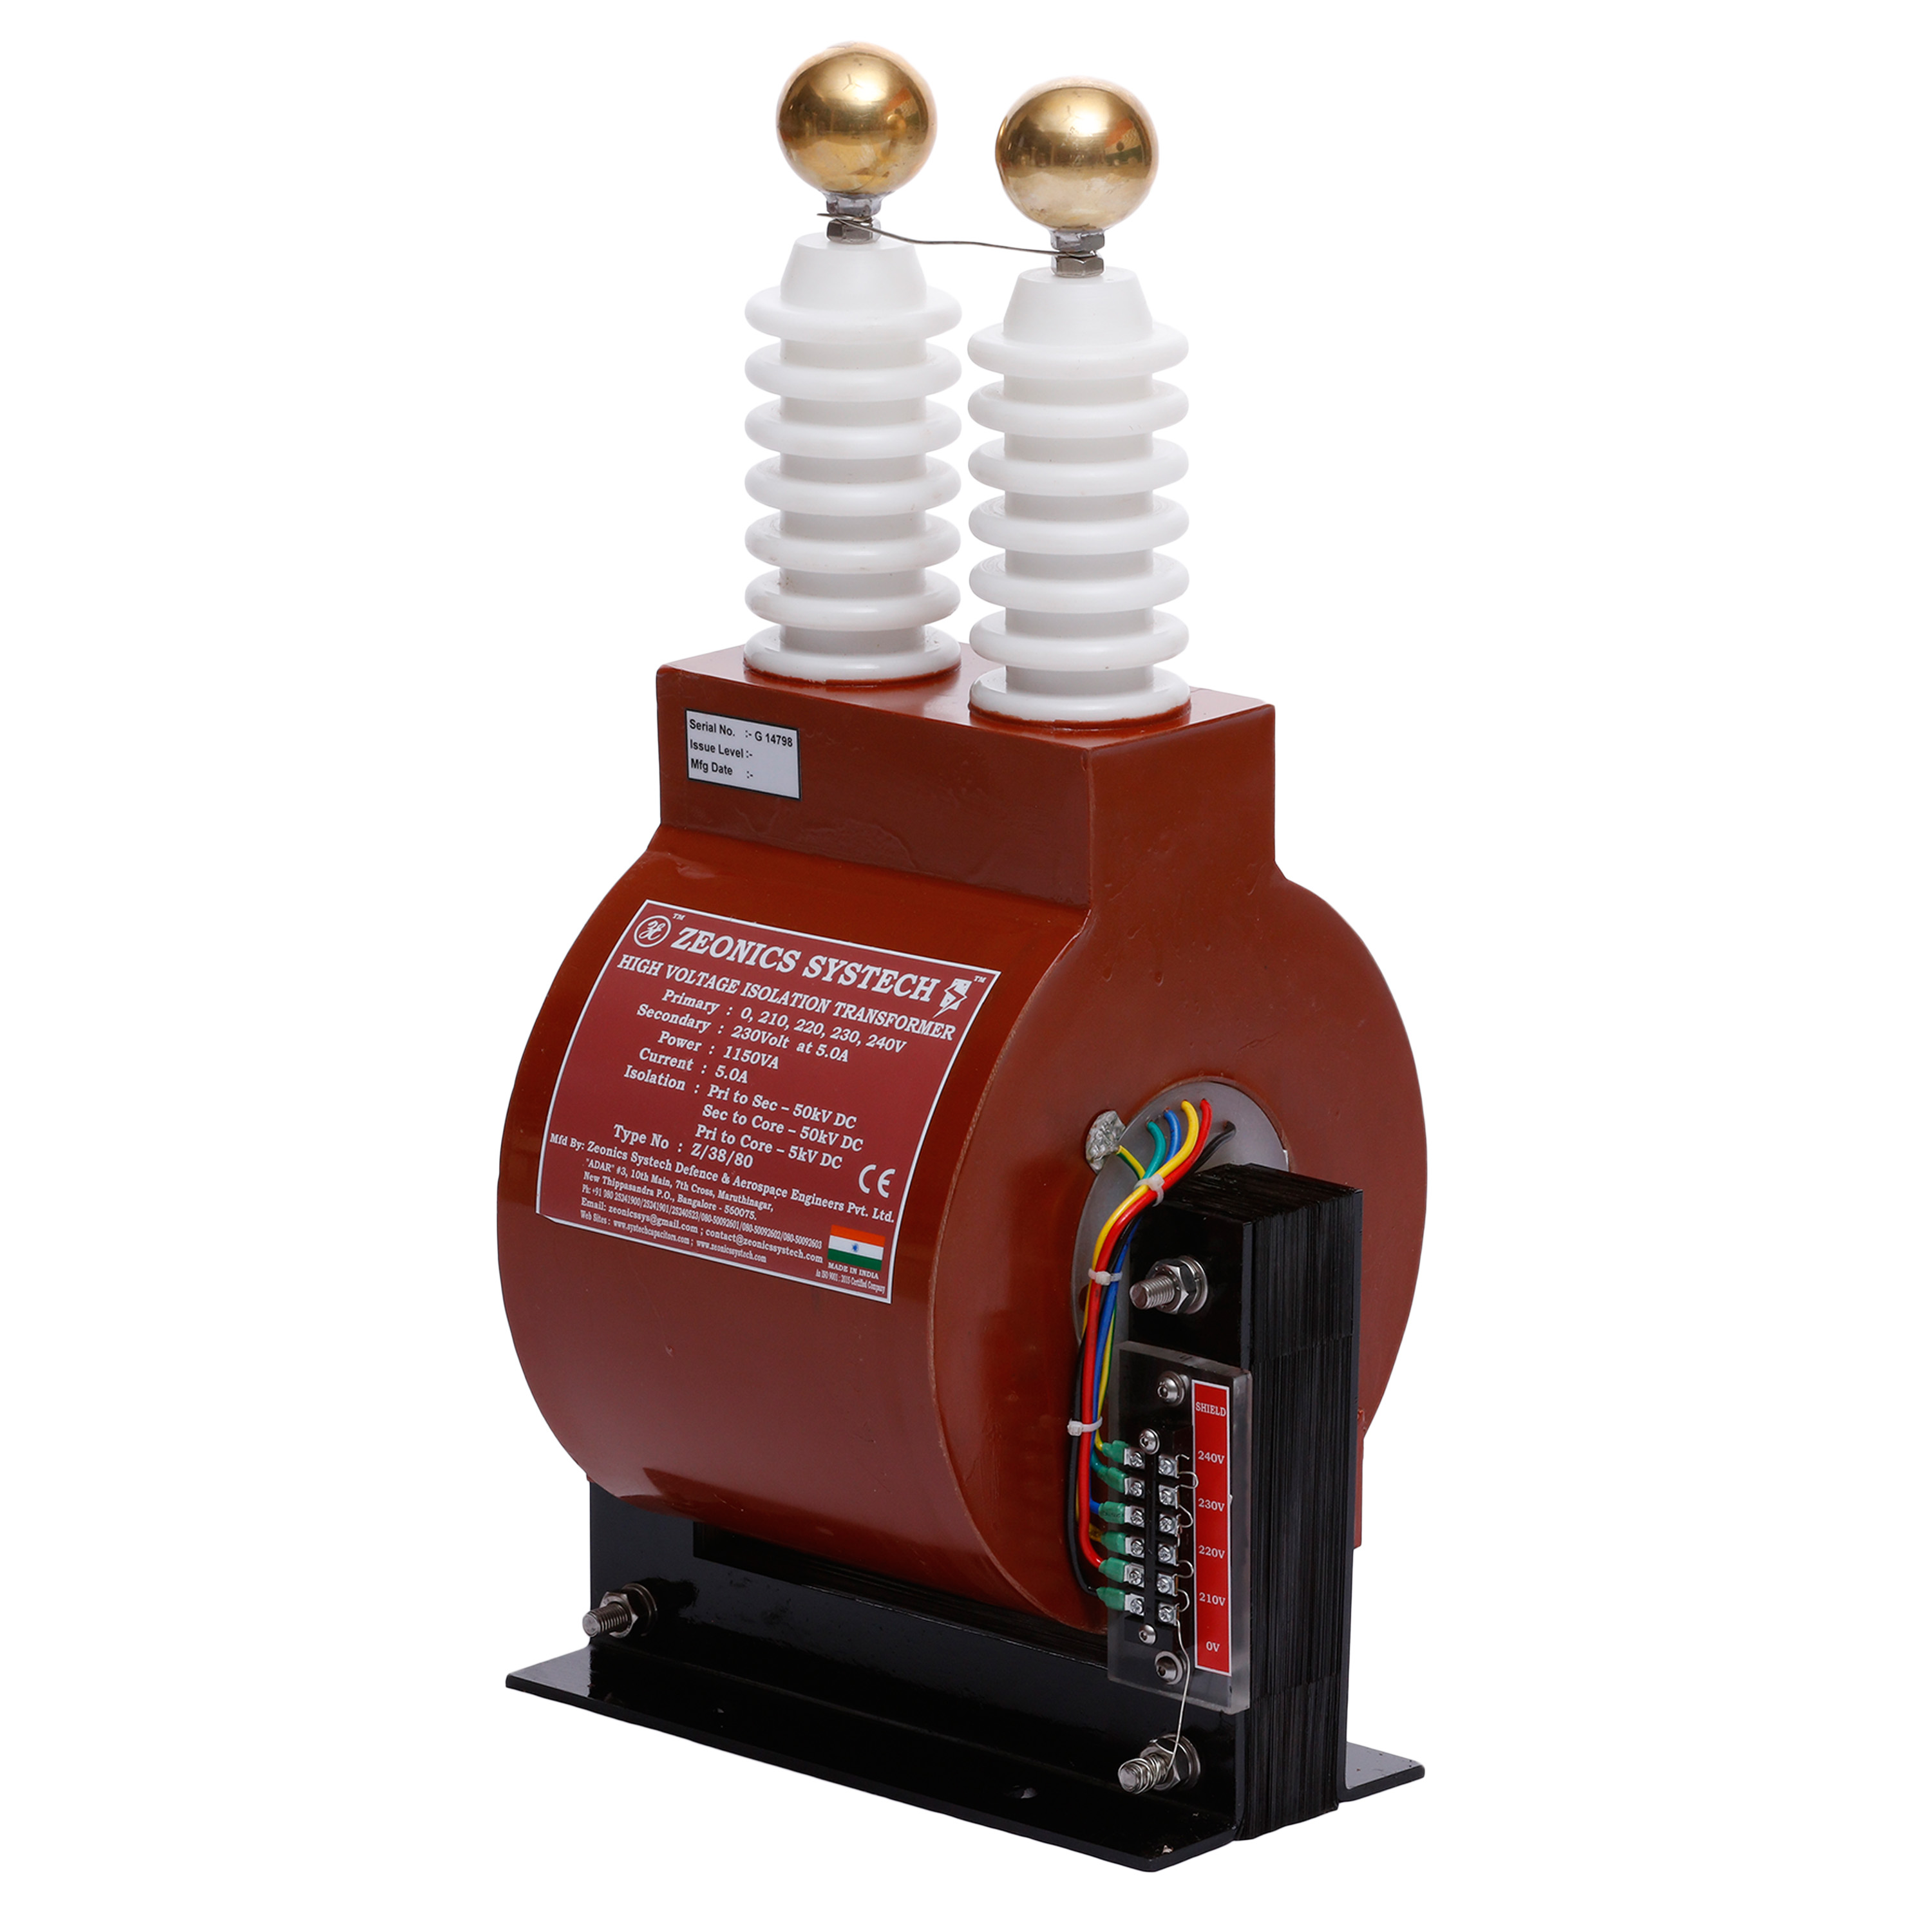 Serial No. :- G 14798
Issue Level :-
Mfg Date :-
TM ZEONICS SYSTECH TM
HIGH VOLTAGE ISOLATION TRANSFORMER
Primary : 0, 210, 220, 230, 240V
Secondary : 230Volt at 5.0A
Power : 1150VA
Current : 5.0A
Isolation : Pri to Sec – 50kV DC
Sec to Core – 50kV DC
Pri to Core – 5kV DC
Type No : Z/38/80
CE
Mfd By: Zeonics Systech Defence & Aerospace Engineers Pvt. Ltd.
"ADAR" #3, 10th Main, 7th Cross, Maruthinagar,
New Thippasandra P.O., Bangalore - 560075.
Ph: +91 080 25241900/25241901/25240523/080-50092601/080-50092602/080-50092603
Email: zeonicssys@gmail.com ; contact@zeonicssystech.com
Web Sites : www.systechcapacitors.com ; www.zeonicssystech.com
MADE IN INDIA
An ISO 9001 : 2015 Certified Company
SHIELD
240V
230V
220V
210V
0V